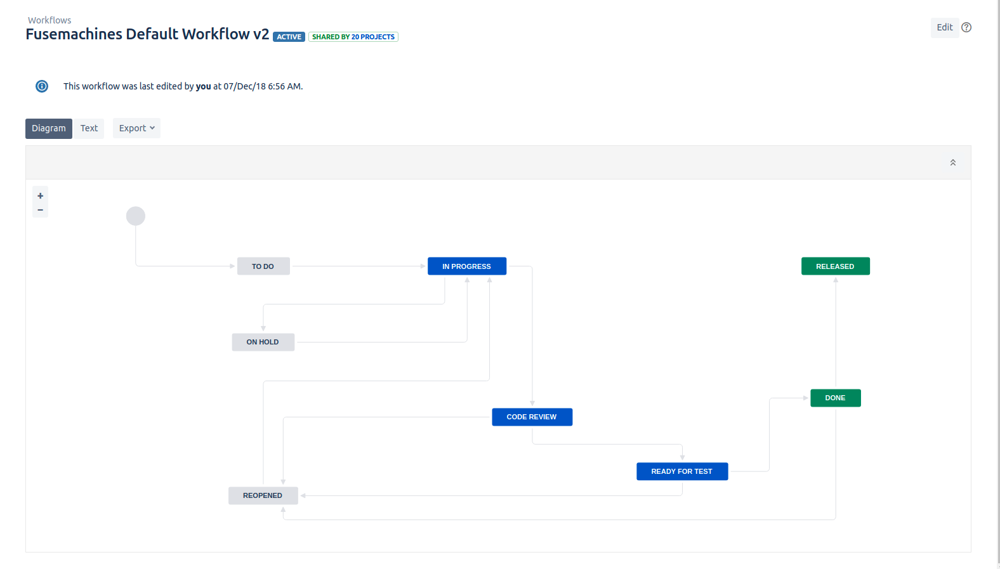 Workflows
Fusemachines Default Workflow v2 ACTIVE SHARED BY 20 PROJECTS
Edit
This workflow was last edited by you at 07/Dec/18 6:56 AM.
Diagram Text Export
+
−
TO DO
IN PROGRESS
RELEASED
ON HOLD
DONE
CODE REVIEW
READY FOR TEST
REOPENED